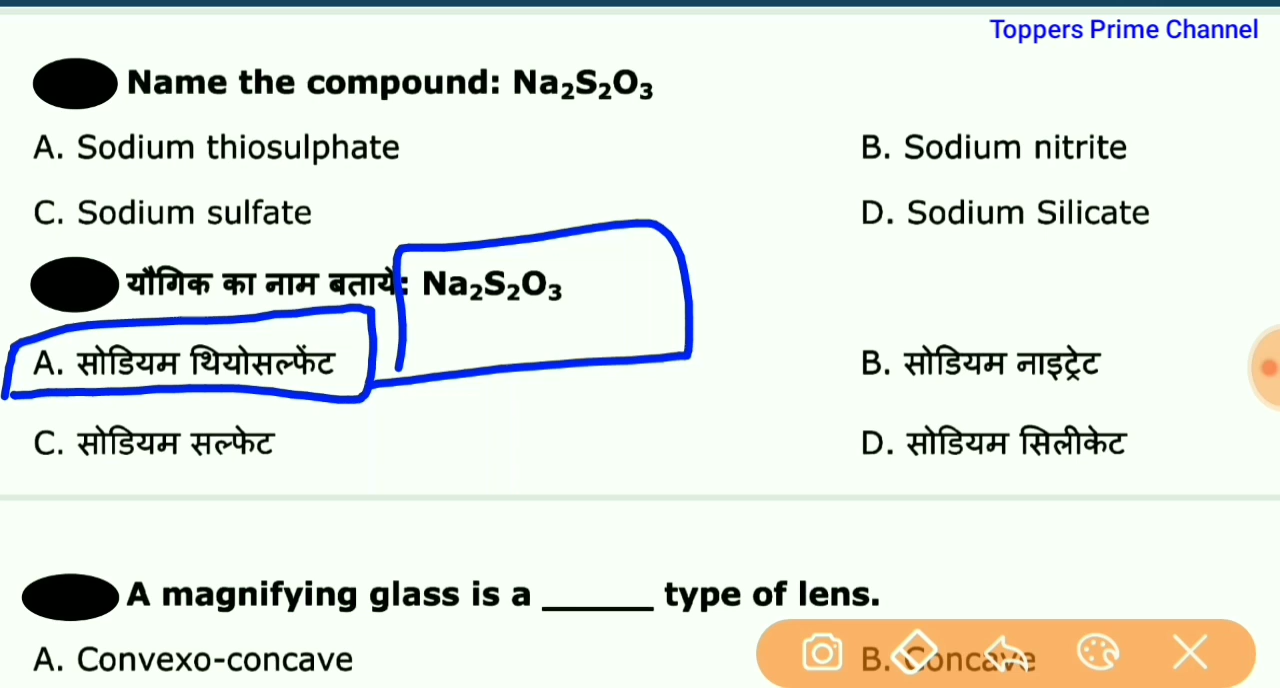 Toppers Prime Channel
Name the compound: Na₂S₂O₃
A. Sodium thiosulphate B. Sodium nitrite
C. Sodium sulfate D. Sodium Silicate
यौगिक का नाम बताये: Na₂S₂O₃
A. सोडियम थियोसल्फेंट B. सोडियम नाइट्रेट
C. सोडियम सल्फेट D. सोडियम सिलीकेट
A magnifying glass is a ______ type of lens.
A. Convexo-concave B. Concave